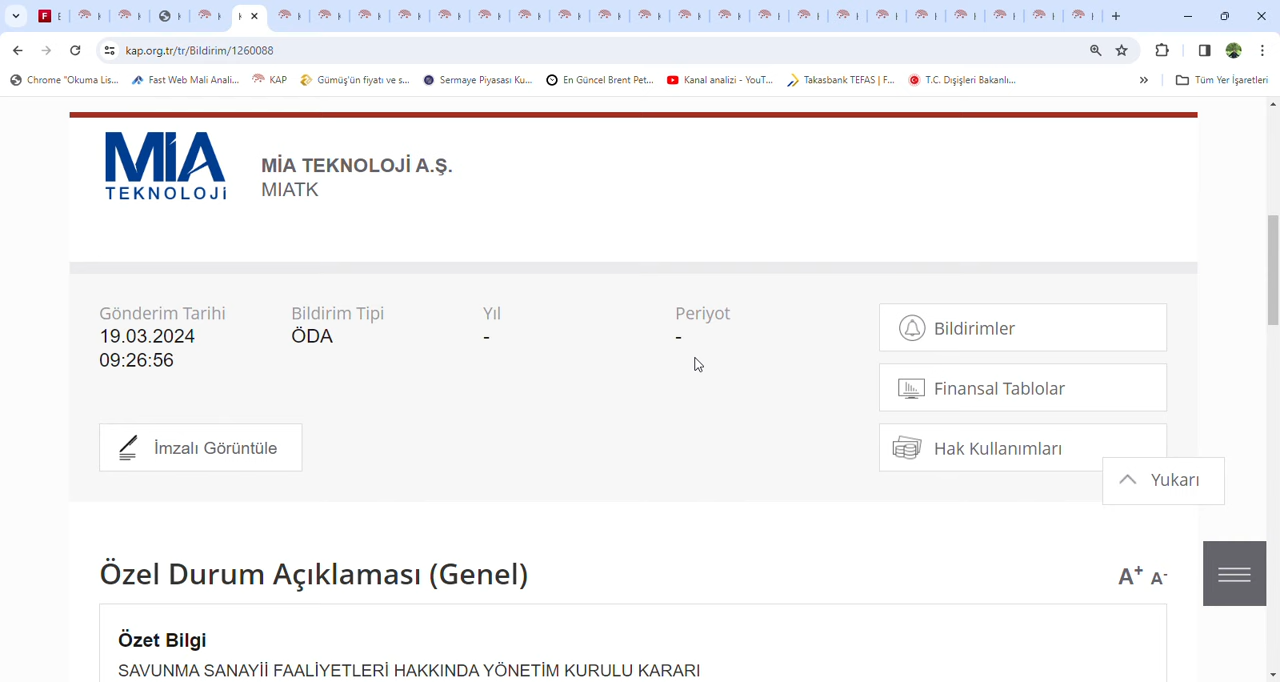 kap.org.tr/tr/Bildirim/1260088
Chrome "Okuma Lis... Fast Web Mali Anali... KAP Gümüş'ün fiyatı ve s... Sermaye Piyasası Ku... En Güncel Brent Pet... Kanal analizi - YouT... Takasbank TEFAS | F... T.C. Dışişleri Bakanlı... » Tüm Yer İşaretleri
MİA
TEKNOLOJİ
MİA TEKNOLOJİ A.Ş.
MIATK
Gönderim Tarihi Bildirim Tipi Yıl Periyot
19.03.2024 ÖDA - -
09:26:56
Bildirimler
Finansal Tablolar
İmzalı Görüntüle
Hak Kullanımları
Yukarı
Özel Durum Açıklaması (Genel)
A+ A-
Özet Bilgi
SAVUNMA SANAYİİ FAALİYETLERİ HAKKINDA YÖNETİM KURULU KARARI